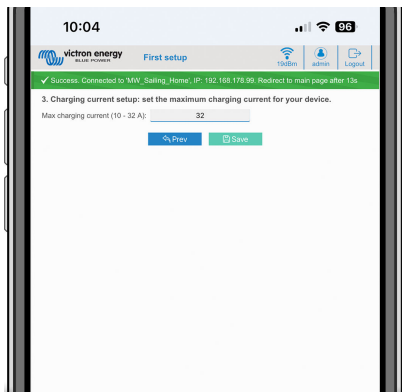 10:04
96
victron energy
BLUE POWER
First setup
19dBm
admin
Logout
Success. Connected to 'MW_Sailing_Home', IP: 192.168.178.99. Redirect to main page after 13s
3. Charging current setup: set the maximum charging current for your device.
Max charging current (10 - 32 A): 32
Prev
Save